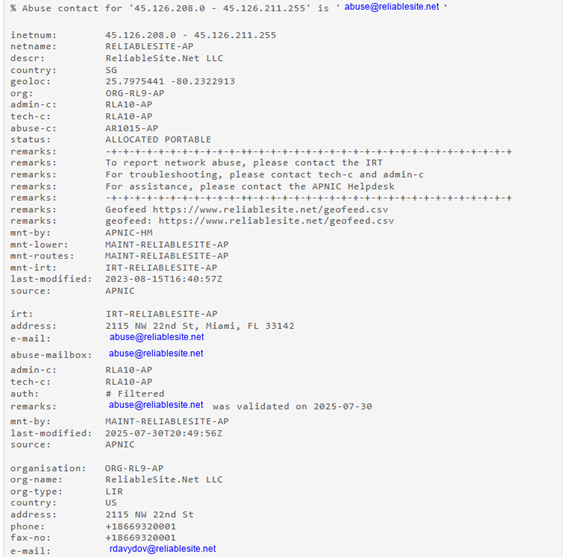 % Abuse contact for '45.126.208.0 - 45.126.211.255' is ' abuse@reliablesite.net '
inetnum: 45.126.208.0 - 45.126.211.255
netname: RELIABLESITE-AP
descr: ReliableSite.Net LLC
country: SG
geoloc: 25.7975441 -80.2322913
org: ORG-RL9-AP
admin-c: RLA10-AP
tech-c: RLA10-AP
abuse-c: AR1015-AP
status: ALLOCATED PORTABLE
remarks: -+-+-+-+-+-+-+-+-+-+-+-++-+-+-+-+-+-+-+-+-+-+-+-+-+-+
remarks: To report network abuse, please contact the IRT
remarks: For troubleshooting, please contact tech-c and admin-c
remarks: For assistance, please contact the APNIC Helpdesk
remarks: -+-+-+-+-+-+-+-+-+-+-+-++-+-+-+-+-+-+-+-+-+-+-+-+-+-+
remarks: Geofeed https://www.reliablesite.net/geofeed.csv
remarks: geofeed: https://www.reliablesite.net/geofeed.csv
mnt-by: APNIC-HM
mnt-lower: MAINT-RELIABLESITE-AP
mnt-routes: MAINT-RELIABLESITE-AP
mnt-irt: IRT-RELIABLESITE-AP
last-modified: 2023-08-15T16:40:57Z
source: APNIC
irt: IRT-RELIABLESITE-AP
address: 2115 NW 22nd St, Miami, FL 33142
e-mail: abuse@reliablesite.net
abuse-mailbox: abuse@reliablesite.net
admin-c: RLA10-AP
tech-c: RLA10-AP
auth: # Filtered
remarks: abuse@reliablesite.net was validated on 2025-07-30
mnt-by: MAINT-RELIABLESITE-AP
last-modified: 2025-07-30T20:49:56Z
source: APNIC
organisation: ORG-RL9-AP
org-name: ReliableSite.Net LLC
org-type: LIR
country: US
address: 2115 NW 22nd St
phone: +18669320001
fax-no: +18669320001
e-mail: rdavydov@reliablesite.net